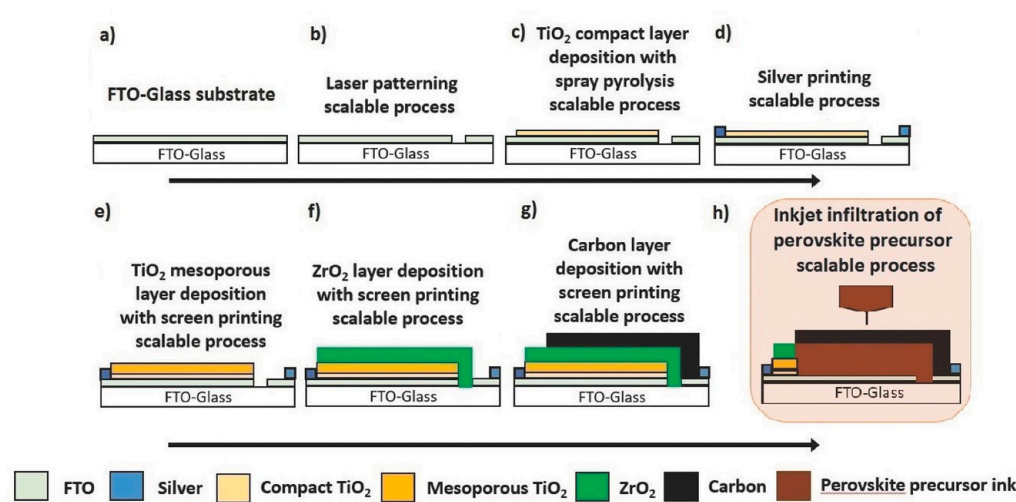 a)
FTO-Glass substrate
FTO-Glass
b)
Laser patterning
scalable process
FTO-Glass
c)
TiO₂ compact layer
deposition with
spray pyrolysis
scalable process
FTO-Glass
d)
Silver printing
scalable process
FTO-Glass
e)
TiO₂ mesoporous
layer deposition
with screen printing
scalable process
FTO-Glass
f)
ZrO₂ layer deposition
with screen printing
scalable process
FTO-Glass
g)
Carbon layer
deposition with
screen printing
scalable process
FTO-Glass
h)
Inkjet infiltration of
perovskite precursor
scalable process
FTO-Glass
FTO
Silver
Compact TiO₂
Mesoporous TiO₂
ZrO₂
Carbon
Perovskite precursor ink